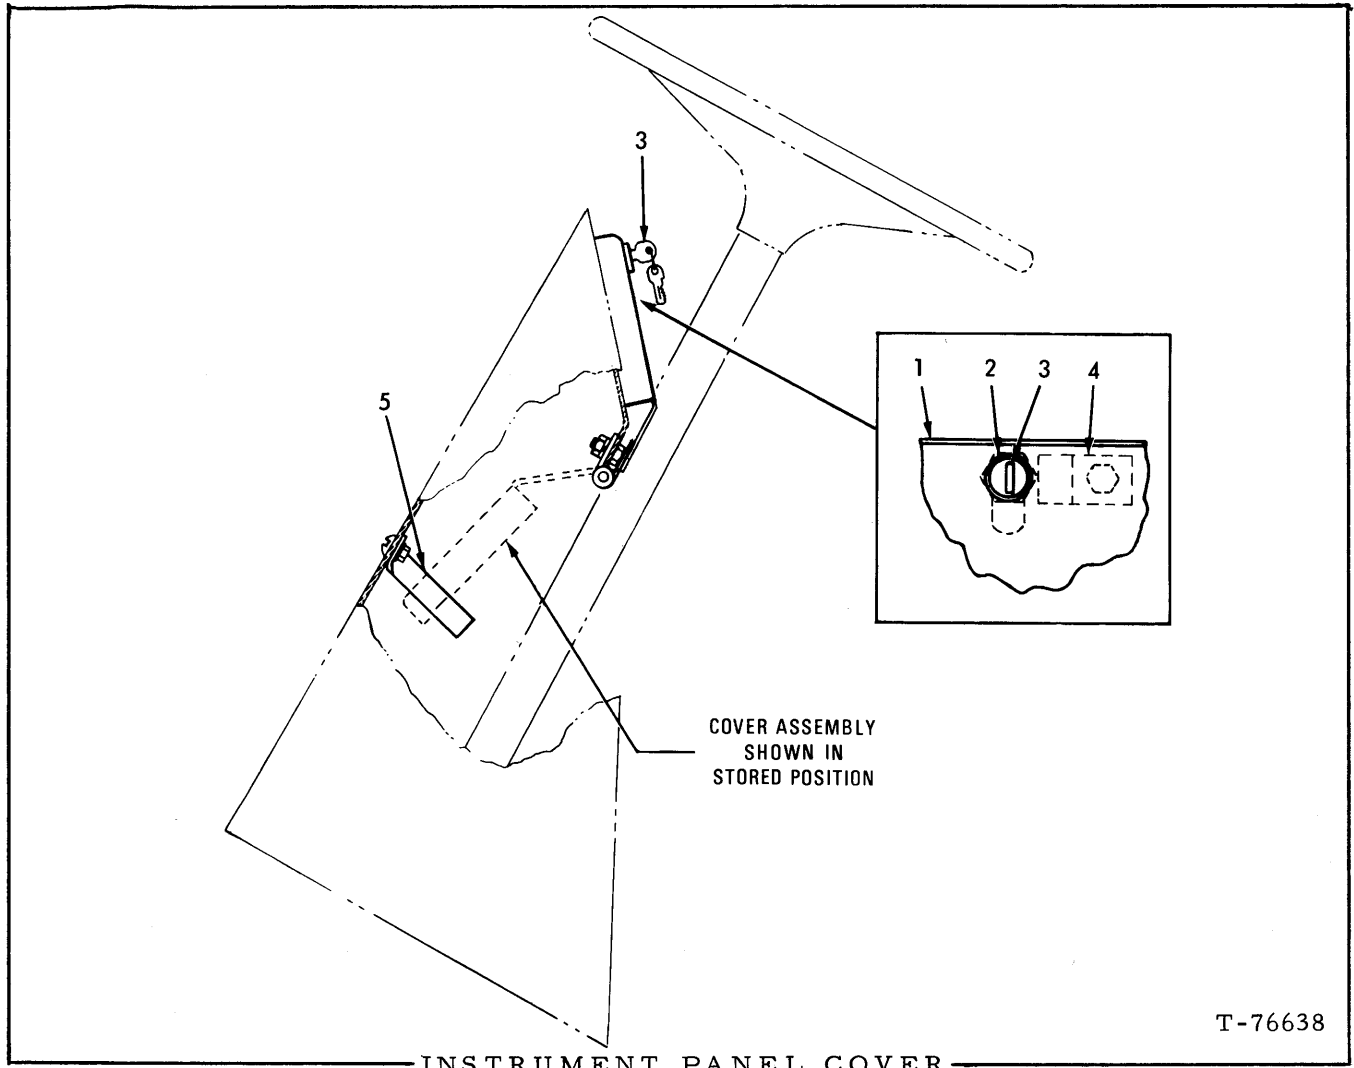 3
1 2 3 4
5
COVER ASSEMBLY
SHOWN IN
STORED POSITION
T-76638
INSTRUMENT PANEL COVER